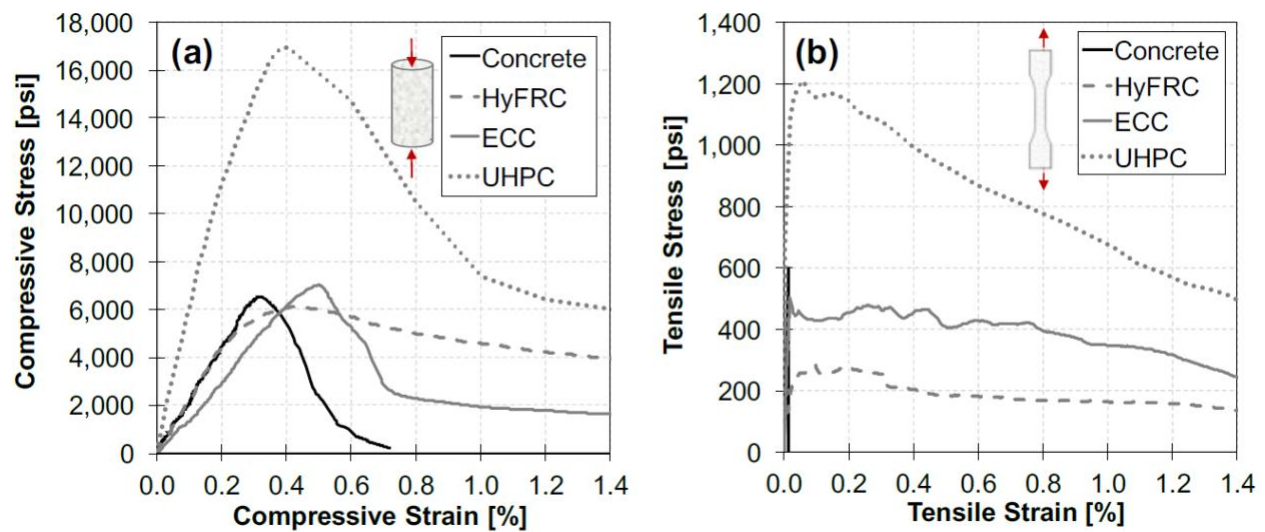 (a)
Compressive Stress [psi]
18,000
16,000
14,000
12,000
10,000
8,000
6,000
4,000
2,000
0
Concrete
HyFRC
ECC
UHPC
0.0 0.2 0.4 0.6 0.8 1.0 1.2 1.4
Compressive Strain [%]
(b)
Tensile Stress [psi]
1,400
1,200
1,000
800
600
400
200
0
Concrete
HyFRC
ECC
UHPC
0.0 0.2 0.4 0.6 0.8 1.0 1.2 1.4
Tensile Strain [%]